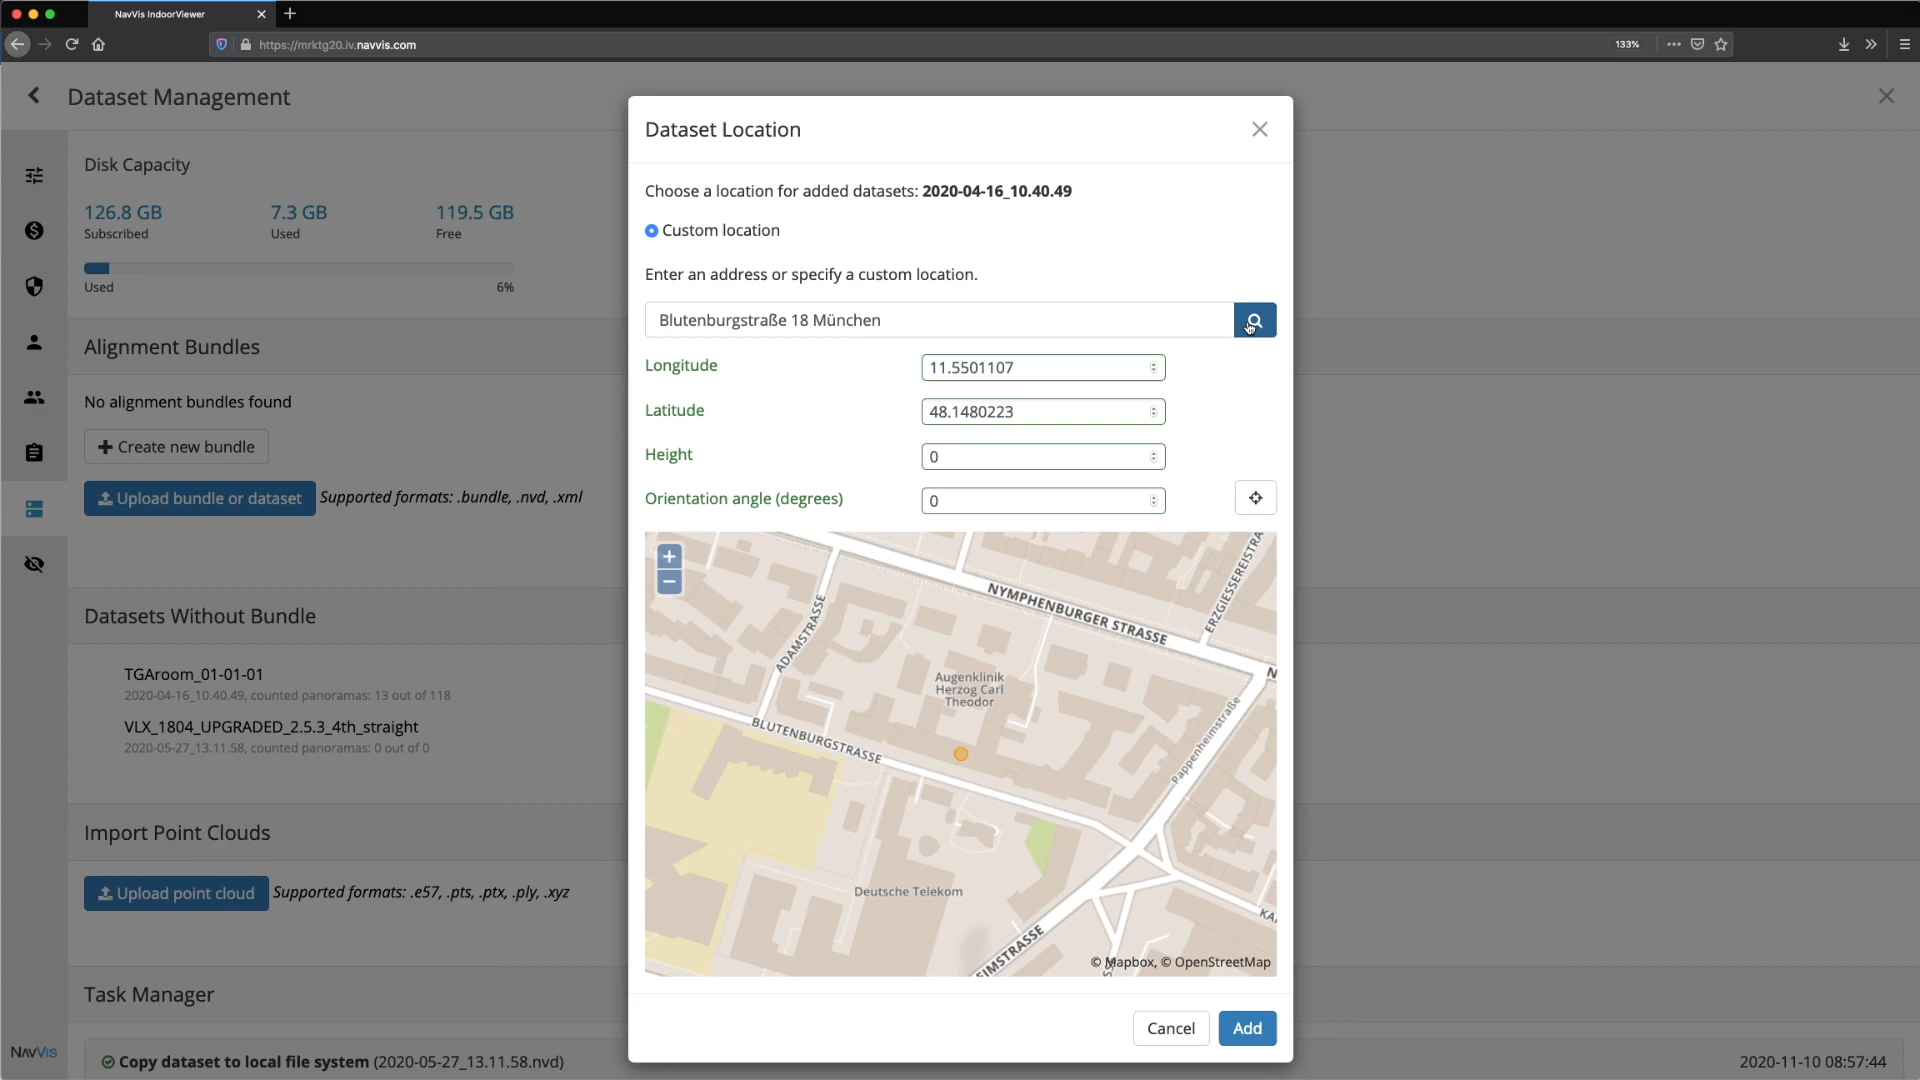 NavVis IndoorViewer
https://mrktg20.iv.navvis.com
133%
Dataset Management
Disk Capacity
126.8 GB
7.3 GB
119.5 GB
Subscribed
Used
Free
Used
6%
Alignment Bundles
No alignment bundles found
Create new bundle
Upload bundle or dataset
Supported formats: .bundle, .nvd, .xml
Datasets Without Bundle
TGAroom_01-01-01
2020-04-16_10.40.49, counted panoramas: 13 out of 118
VLX_1804_UPGRADED_2.5.3_4th_straight
2020-05-27_13.11.58, counted panoramas: 0 out of 0
Import Point Clouds
Upload point cloud
Supported formats: .e57, .pts, .ptx, .ply, .xyz
Task Manager
NAVVIS
Copy dataset to local file system (2020-05-27_13.11.58.nvd)
2020-11-10 08:57:44
Dataset Location
Choose a location for added datasets: 2020-04-16_10.40.49
Custom location
Enter an address or specify a custom location.
Blutenburgstraße 18 München
Longitude
11.5501107
Latitude
48.1480223
Height
0
Orientation angle (degrees)
0
NYMPHENBURGER STRASSE
ERZGIESSEREISTRA
ADAMSTRASSE
N
Augenklinik
Herzog Carl
Theodor
Pappenheimstraße
BLUTENBURGSTRASSE
Deutsche Telekom
KA
EIMSTRASSE
© Mapbox, © OpenStreetMap
Cancel
Add